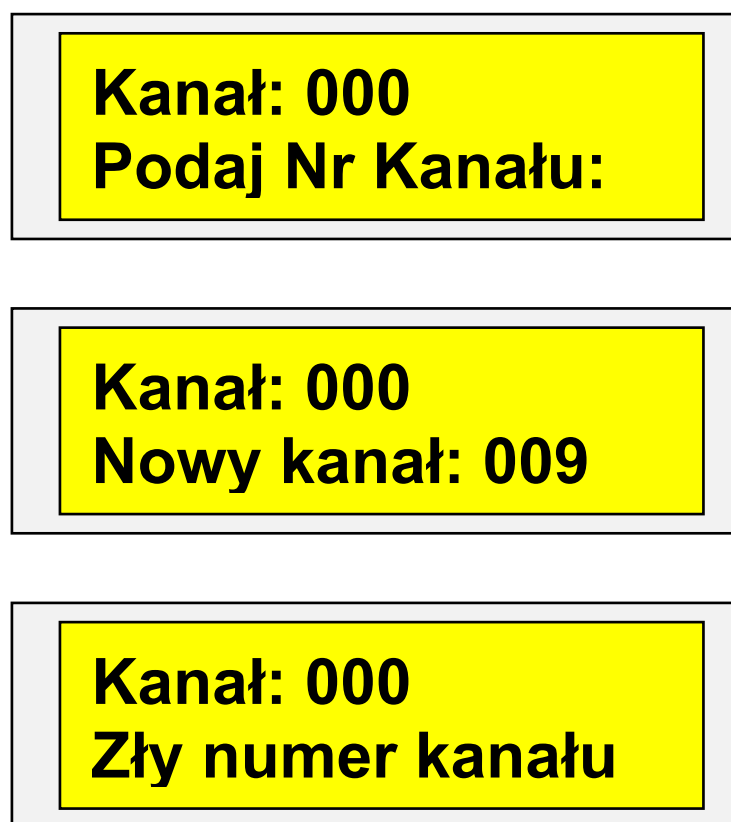 Kanał: 000
Podaj Nr Kanału:
Kanał: 000
Nowy kanał: 009
Kanał: 000
Zły numer kanału